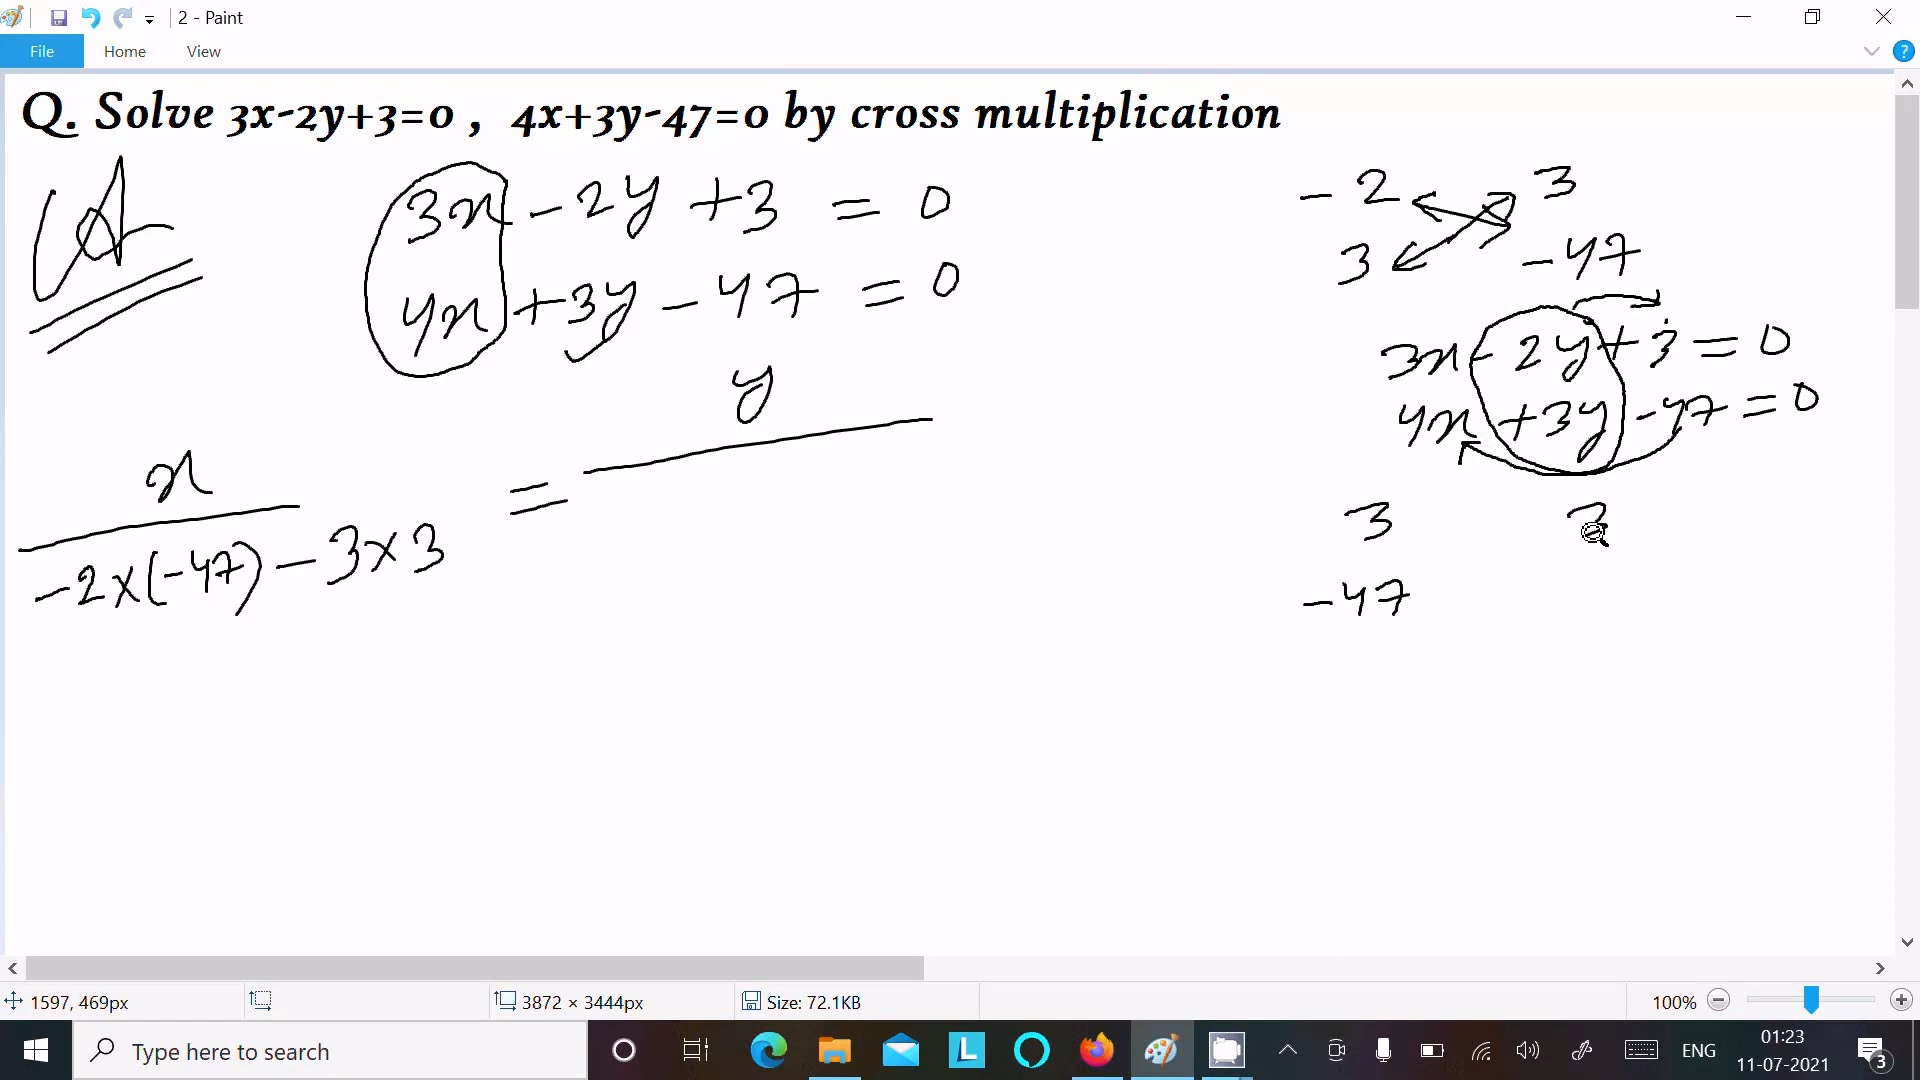 2 - Paint
File Home View
Q. Solve 3x-2y+3=0 , 4x+3y-47=0 by cross multiplication
3x - 2y + 3 = 0
4x + 3y - 47 = 0
y
x =
-2x(-47) - 3x3
-2 3
3 -47
3x - 2y + 3 = 0
4x + 3y - 47 = 0
3 3
-47
1597, 469px 3872 × 3444px Size: 72.1KB 100%
Type here to search
L
ENG 01:23
11-07-2021
3